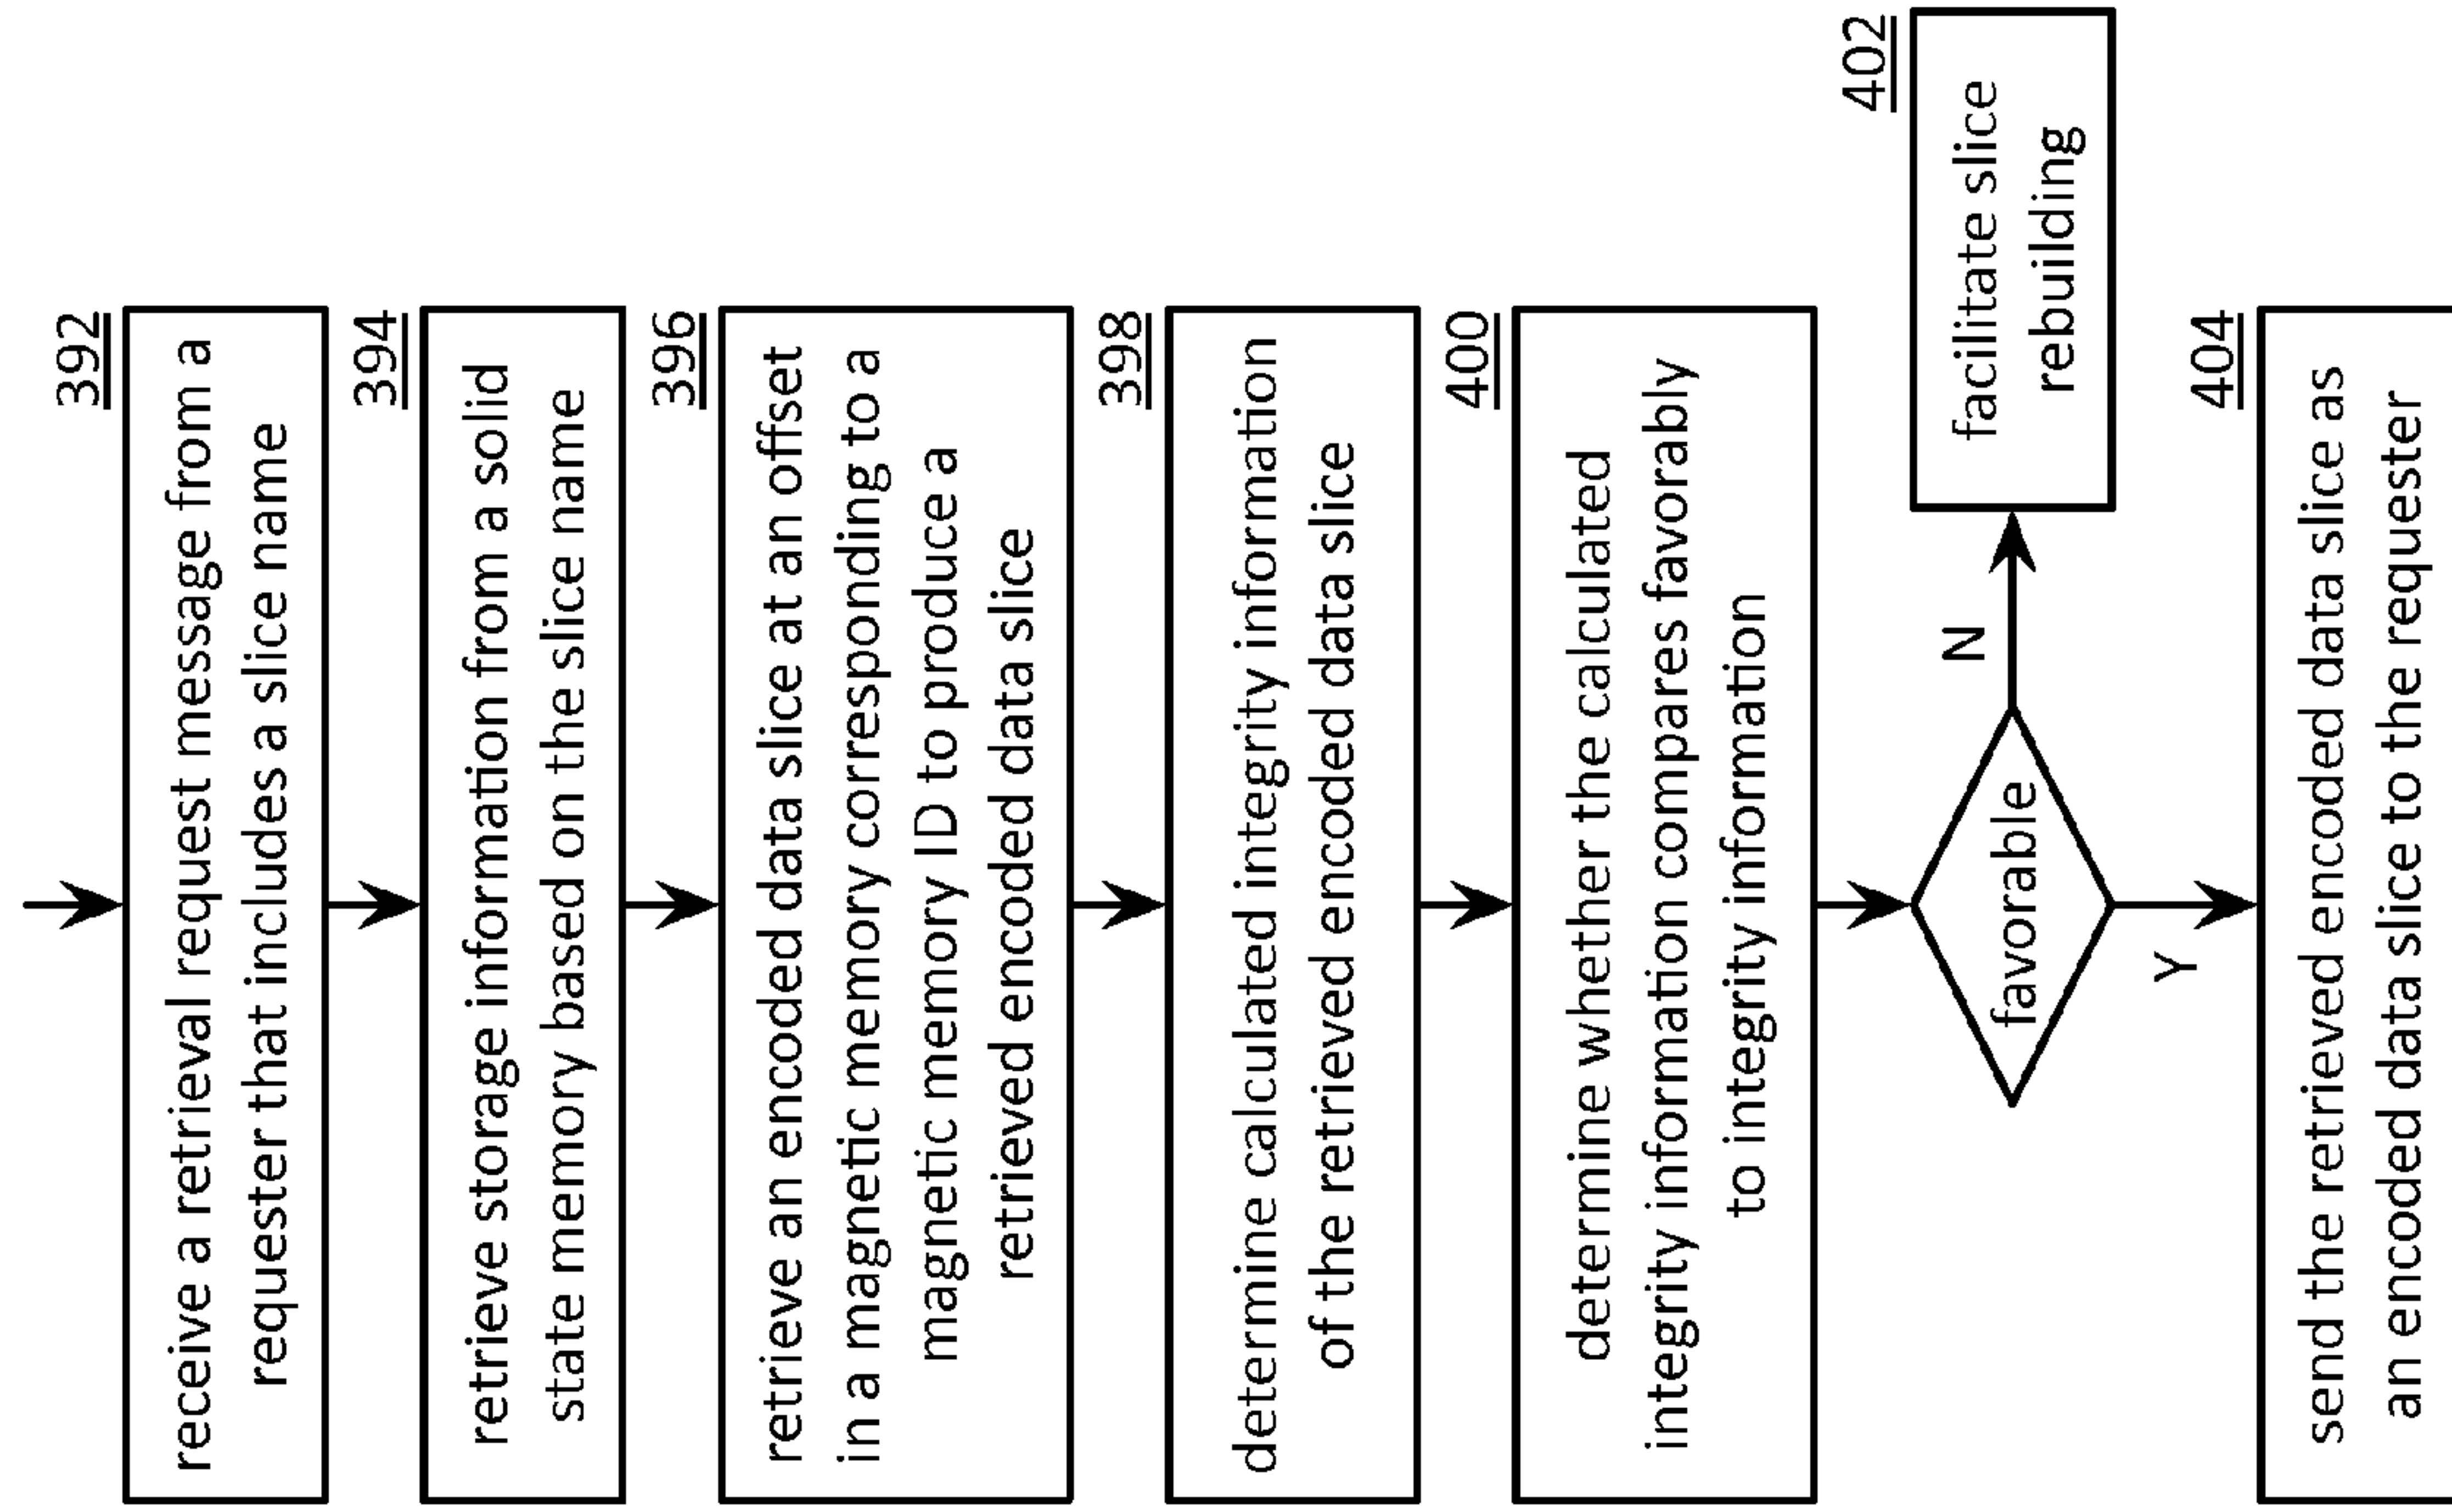 392
receive a retrieval request message from a
requester that includes a slice name
394
retrieve storage information from a solid
state memory based on the slice name
396
retrieve an encoded data slice at an offset
in a magnetic memory corresponding to a
magnetic memory ID to produce a
retrieved encoded data slice
398
determine calculated integrity information
of the retrieved encoded data slice
400
determine whether the calculated
integrity information compares favorably
to integrity information
favorable
N
402
facilitate slice
rebuilding
Y
404
send the retrieved encoded data slice as
an encoded data slice to the requester